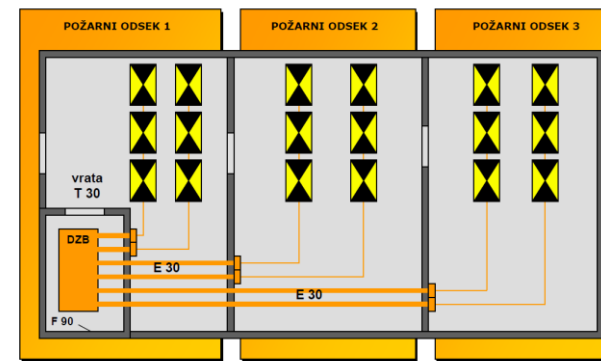 POŽARNI ODSEK 1
POŽARNI ODSEK 2
POŽARNI ODSEK 3
vrata
T 30
DZB
E 30
E 30
F 90